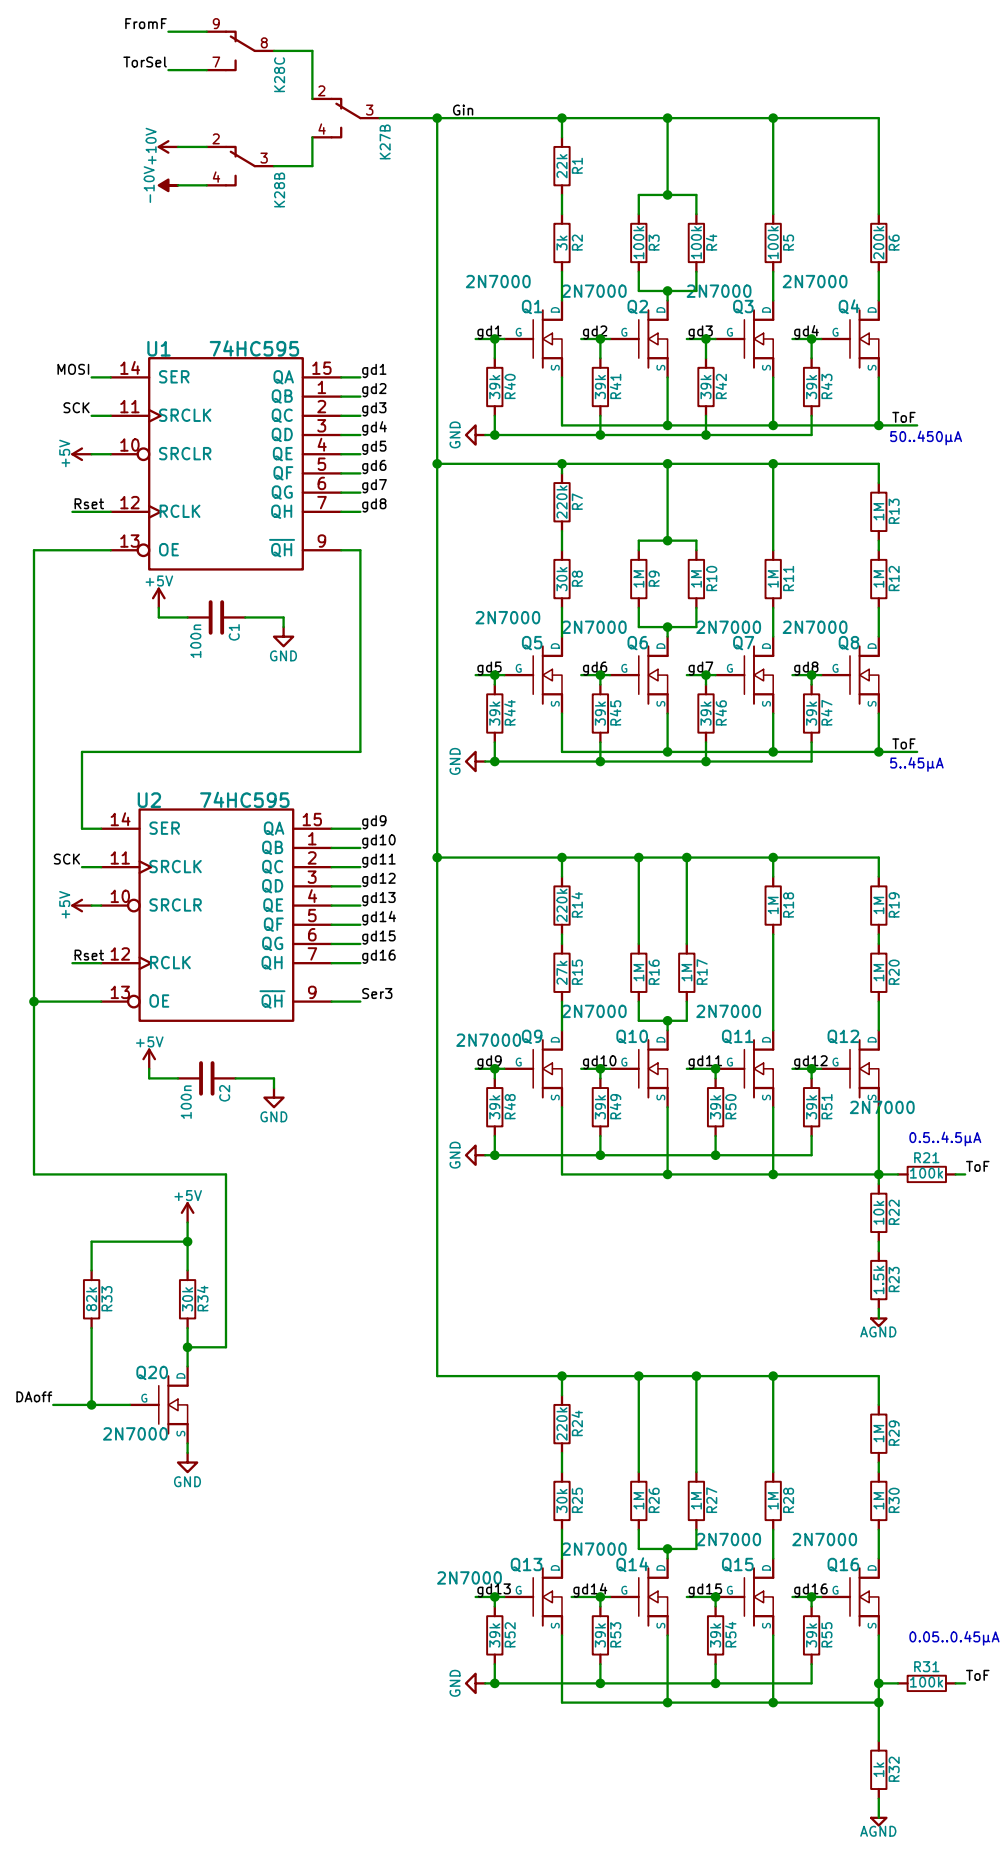 FromF 9
8
TorSel 7
K28C
2
3
4
K27B
+10V 2
3
-10V 4
K28B
Gin
22k R1
3k R2
100k R3
100k R4
100k R5
200k R6
2N7000
2N7000
2N7000
2N7000
Q1 D
Q2 D
Q3 D
Q4 D
gd1 G S
gd2 G S
gd3 G S
gd4 G S
39k R40
39k R41
39k R42
39k R43
GND
ToF
50..450µA
U1 74HC595
MOSI 14 SER
SCK 11 SRCLK
+5V 10 SRCLR
Rset 12 RCLK
13 OE
QA 15 gd1
QB 1 gd2
QC 2 gd3
QD 3 gd4
QE 4 gd5
QF 5 gd6
QG 6 gd7
QH 7 gd8
QH 9
+5V
100n C1
GND
220k R7
30k R8
1M R9
1M R10
1M R11
1M R13
1M R12
2N7000
2N7000
2N7000
2N7000
Q5 D
Q6 D
Q7 D
Q8 D
gd5 G S
gd6 G S
gd7 G S
gd8 G S
39k R44
39k R45
39k R46
39k R47
GND
ToF
5..45µA
U2 74HC595
14 SER
SCK 11 SRCLK
+5V 10 SRCLR
Rset 12 RCLK
13 OE
QA 15 gd9
QB 1 gd10
QC 2 gd11
QD 3 gd12
QE 4 gd13
QF 5 gd14
QG 6 gd15
QH 7 gd16
QH 9 Ser3
+5V
100n C2
GND
220k R14
27k R15
1M R16
1M R17
1M R18
1M R19
1M R20
2N7000
2N7000
2N7000
2N7000
Q9 D
Q10 D
Q11 D
Q12 D
gd9 G S
gd10 G S
gd11 G S
gd12 G S
39k R48
39k R49
39k R50
39k R51
GND
0.5..4.5µA
R21
100k
ToF
10k R22
1.5k R23
AGND
+5V
82k R33
30k R34
DAoff
Q20 D
G
S
2N7000
GND
220k R24
30k R25
1M R26
1M R27
1M R28
1M R29
1M R30
2N7000
2N7000
2N7000
2N7000
Q13 D
Q14 D
Q15 D
Q16 D
gd13 G S
gd14 G S
gd15 G S
gd16 G S
39k R52
39k R53
39k R54
39k R55
GND
0.05..0.45µA
R31
100k
ToF
1k R32
AGND